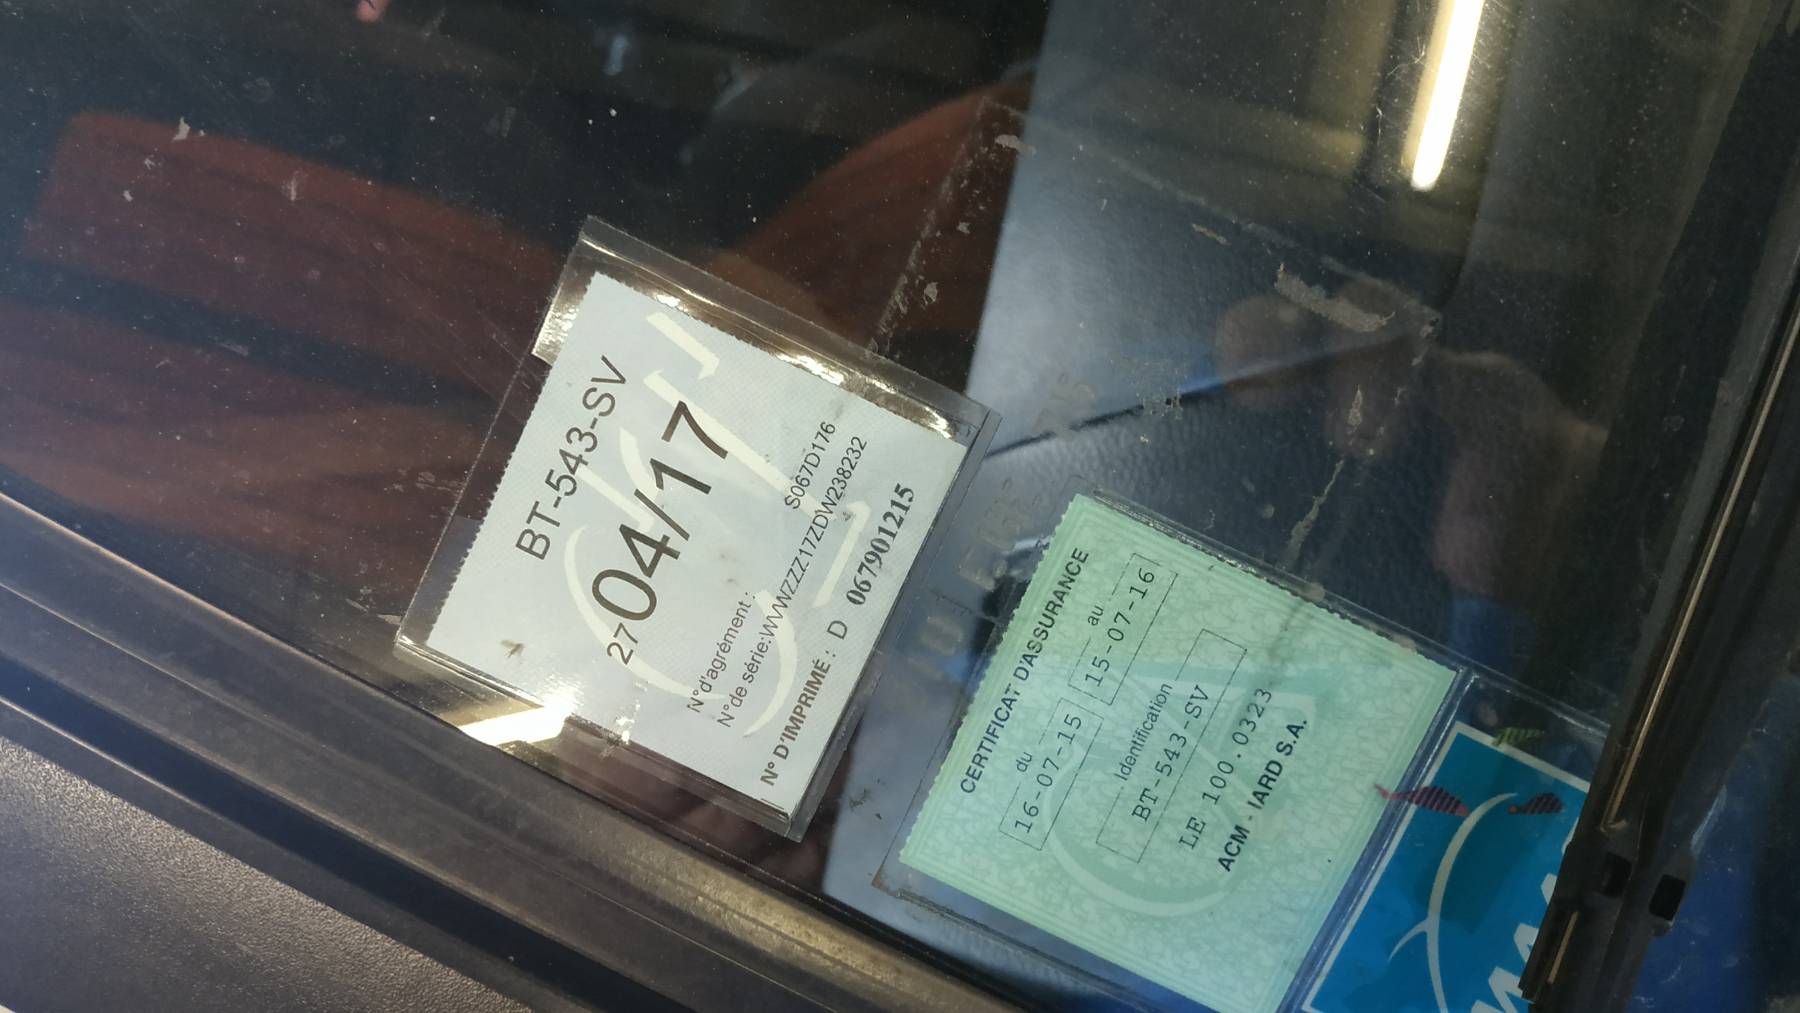 BT-543-SV
27 04/17
N°d'agrément : S067D176
N°de série:WVWZZZ17ZDW238232
N° D'IMPRIMÉ : D 067901215
CERTIFICAT D'ASSURANCE
du au
16-07-15 15-07-16
Identification
BT-543-SV
LE 100.0323
ACM - IARD S.A.